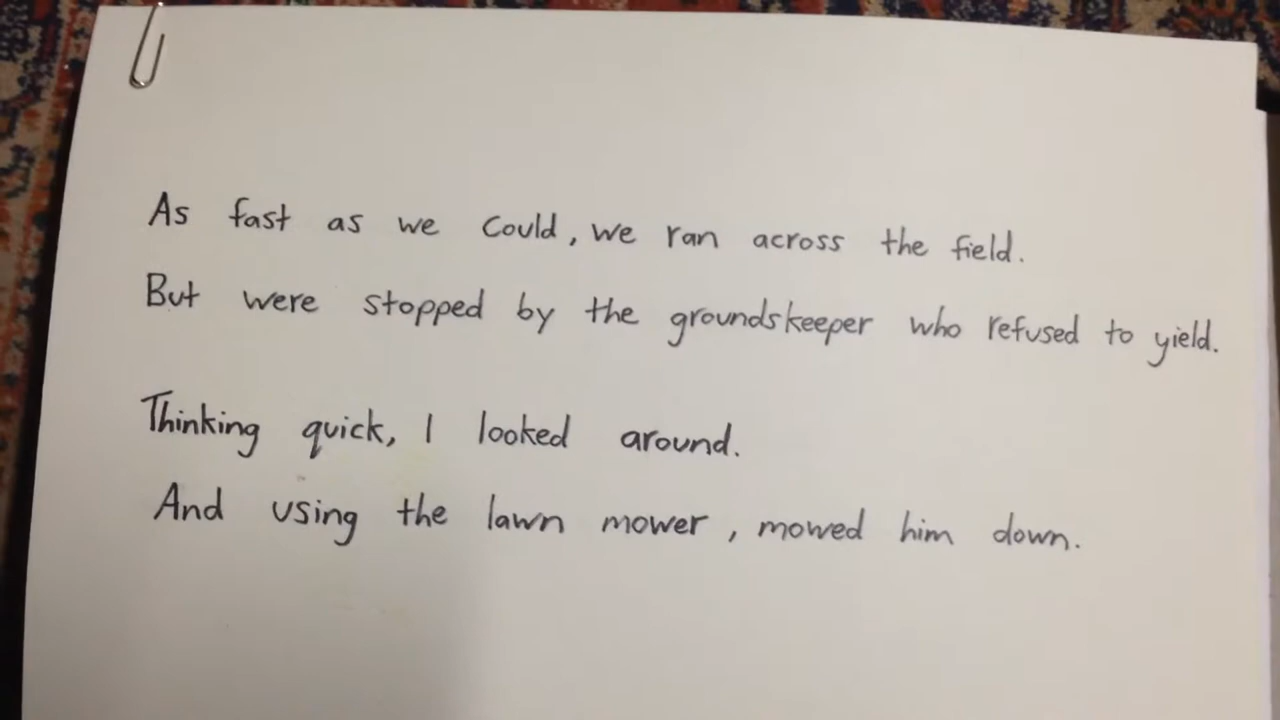 As fast as we could, we ran across the field.
But were stopped by the groundskeeper who refused to yield.
Thinking quick, I looked around.
And using the lawn mower, mowed him down.